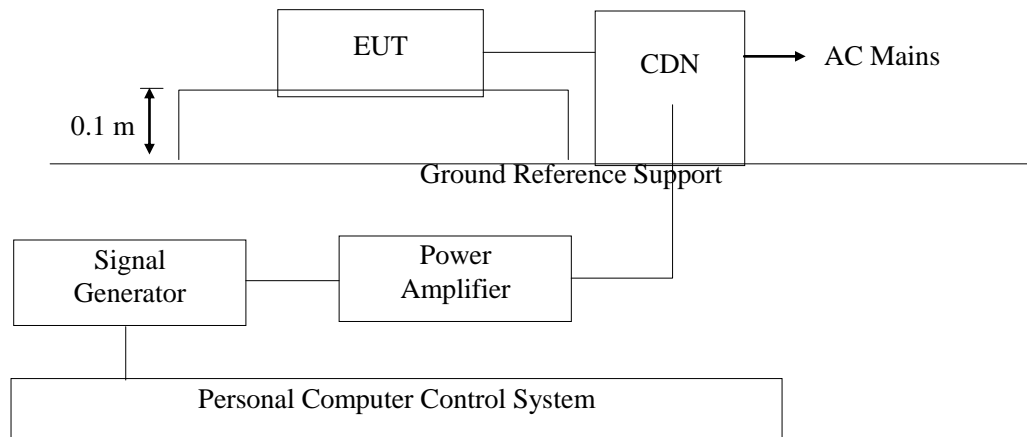 EUT
CDN
AC Mains
0.1 m
Ground Reference Support
Signal
Generator
Power
Amplifier
Personal Computer Control System